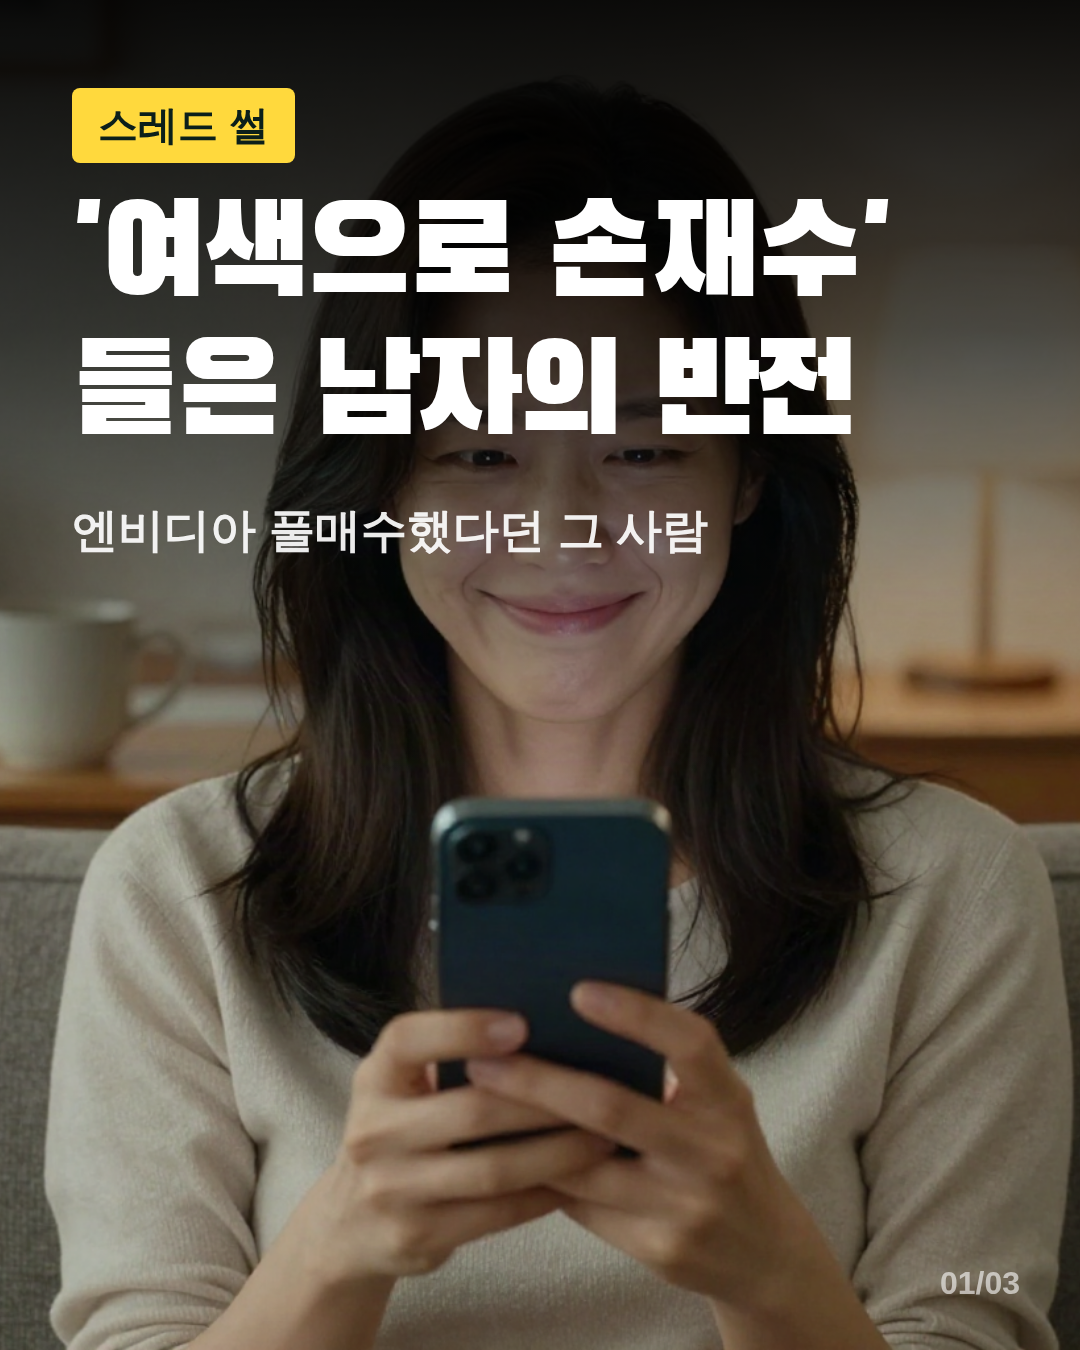 스레드 썰
'여색으로 손재수'
들은 남자의 반전
엔비디아 풀매수했다던 그 사람
01/03